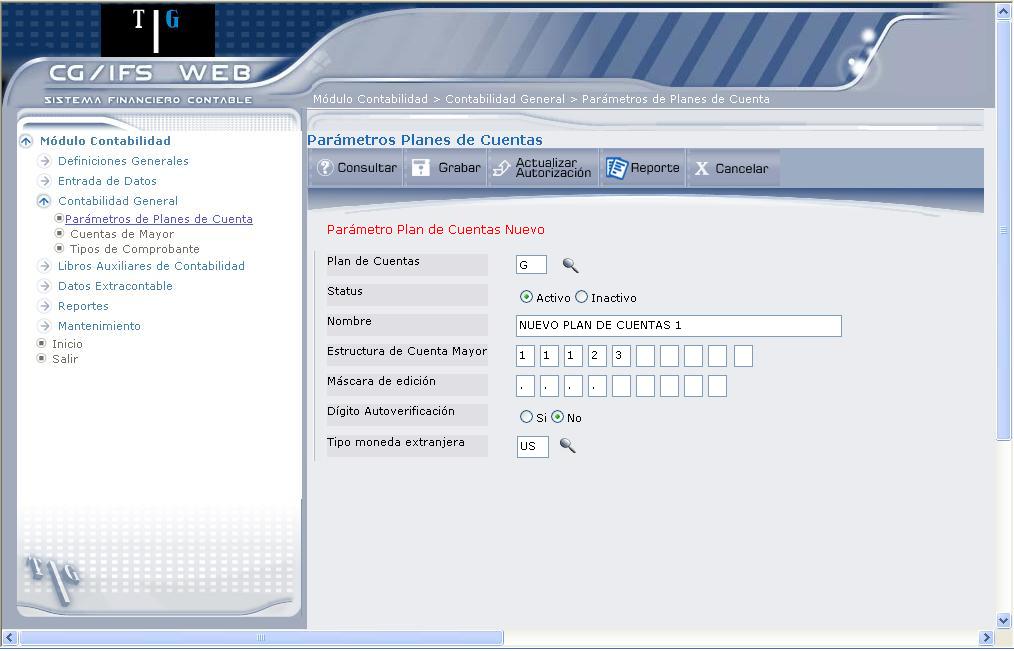 TG
CG/IFS WEB
SISTEMA FINANCIERO CONTABLE
Módulo Contabilidad > Contabilidad General > Parámetros de Planes de Cuenta
Módulo Contabilidad
Definiciones Generales
Entrada de Datos
Contabilidad General
Parámetros de Planes de Cuenta
Cuentas de Mayor
Tipos de Comprobante
Libros Auxiliares de Contabilidad
Datos Extracontable
Reportes
Mantenimiento
Inicio
Salir
TG
Parámetros Planes de Cuentas
Consultar Grabar Actualizar Autorización Reporte X Cancelar
Parámetro Plan de Cuentas Nuevo
Plan de Cuentas G
Status Activo Inactivo
Nombre NUEVO PLAN DE CUENTAS 1
Estructura de Cuenta Mayor 1 1 1 2 3
Máscara de edición . . . .
Dígito Autoverificación Si No
Tipo moneda extranjera US